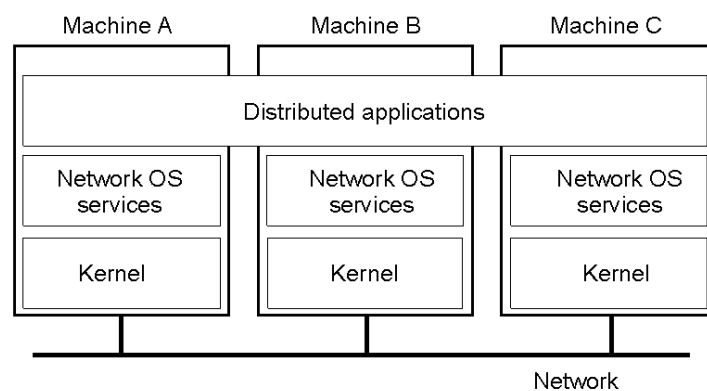 Machine A
Machine B
Machine C
Distributed applications
Network OS
services
Network OS
services
Network OS
services
Kernel
Kernel
Kernel
Network